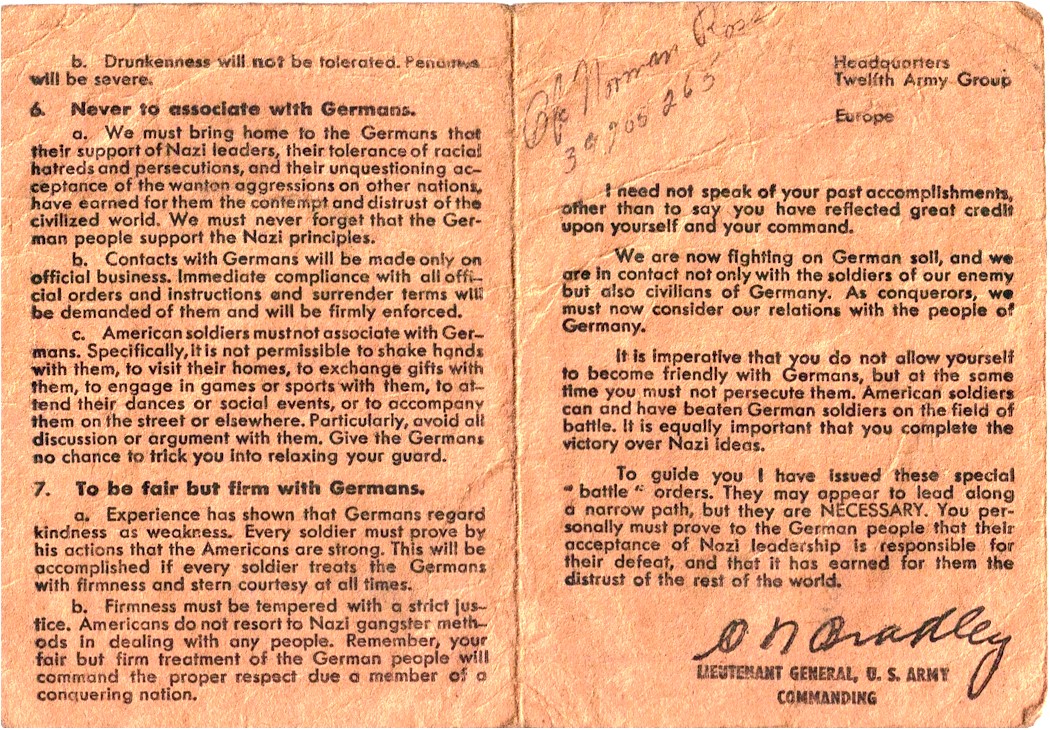 b. Drunkenness will not be tolerated. Penalties
will be severe.
6. Never to associate with Germans.
a. We must bring home to the Germans that
their support of Nazi leaders, their tolerance of racial
hatreds and persecutions, and their unquestioning ac-
ceptance of the wanton aggressions on other nations,
have earned for them the contempt and distrust of the
civilized world. We must never forget that the Ger-
man people support the Nazi principles.
b. Contacts with Germans will be made only on
official business. Immediate compliance with all offi-
cial orders and instructions and surrender terms will
be demanded of them and will be firmly enforced.
c. American soldiers must not associate with Ger-
mans. Specifically, it is not permissible to shake hands
with them, to visit their homes, to exchange gifts with
them, to engage in games or sports with them, to at-
tend their dances or social events, or to accompany
them on the street or elsewhere. Particularly, avoid all
discussion or argument with them. Give the Germans
no chance to trick you into relaxing your guard.
7. To be fair but firm with Germans.
a. Experience has shown that Germans regard
kindness as weakness. Every soldier must prove by
his actions that the Americans are strong. This will be
accomplished if every soldier treats the Germans
with firmness and stern courtesy at all times.
b. Firmness must be tempered with a strict jus-
tice. Americans do not resort to Nazi gangster meth-
ods in dealing with any people. Remember, your
fair but firm treatment of the German people will
command the proper respect due a member of a
conquering nation.
Pfc Norman Rose
39705265
Headquarters
Twelfth Army Group
Europe
I need not speak of your past accomplishments,
other than to say you have reflected great credit
upon yourself and your command.
We are now fighting on German soil, and we
are in contact not only with the soldiers of our enemy
but also civilians of Germany. As conquerors, we
must now consider our relations with the people of
Germany.
It is imperative that you do not allow yourself
to become friendly with Germans, but at the same
time you must not persecute them. American soldiers
can and have beaten German soldiers on the field of
battle. It is equally important that you complete the
victory over Nazi ideas.
To guide you I have issued these special
"battle" orders. They may appear to lead along
a narrow path, but they are NECESSARY. You per-
sonally must prove to the German people that their
acceptance of Nazi leadership is responsible for
their defeat, and that it has earned for them the
distrust of the rest of the world.
O N Bradley
LIEUTENANT GENERAL, U. S. ARMY
COMMANDING